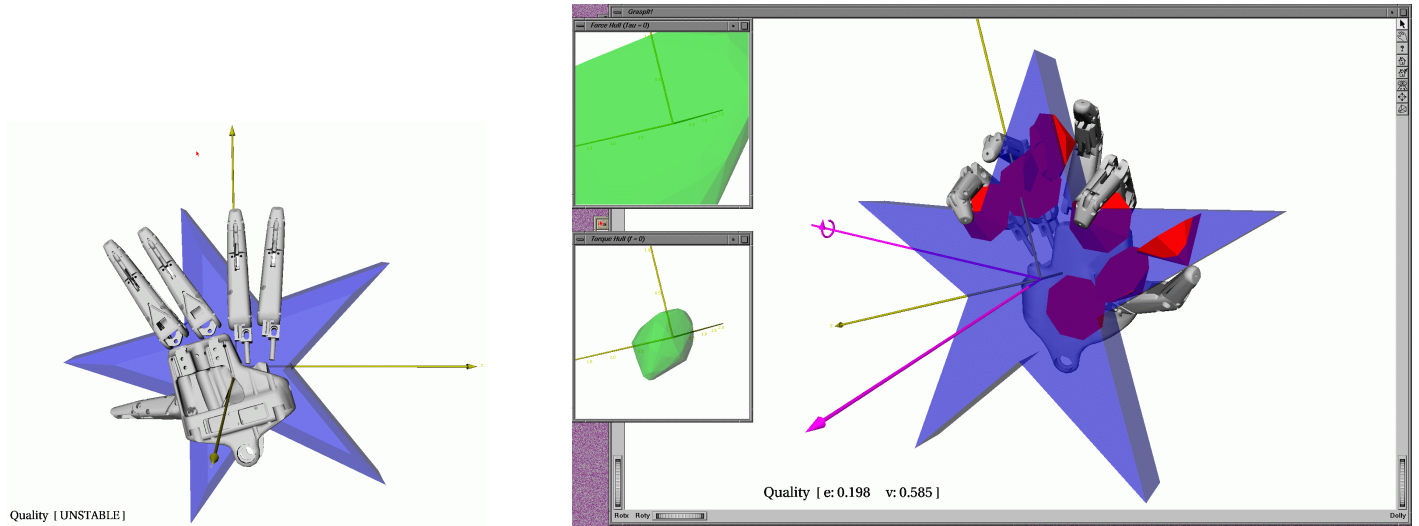 GraspIt!
Force Hull (Tau = 0)
Torque Hull (f = 0)
Quality [ UNSTABLE ]
Quality [ e: 0.198 v: 0.585 ]
Rotx Roty
Dolly